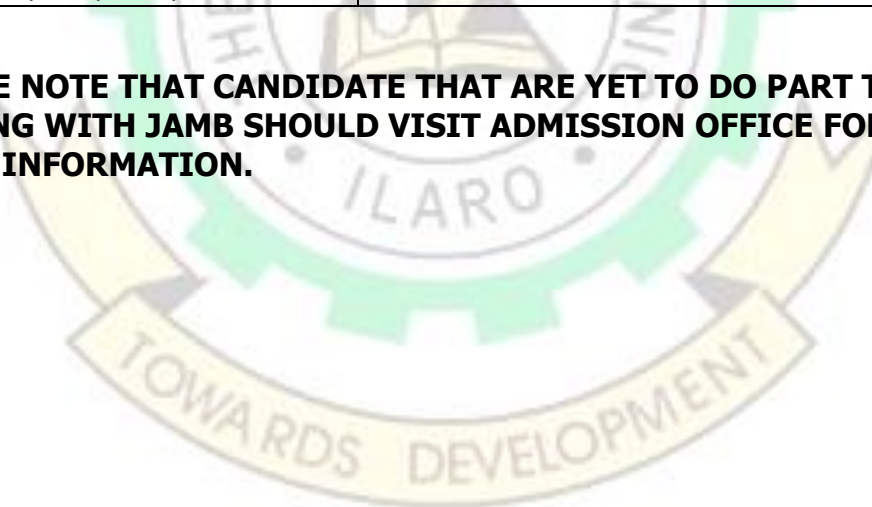 E NOTE THAT CANDIDATE THAT ARE YET TO DO PART T
NG WITH JAMB SHOULD VISIT ADMISSION OFFICE FO
INFORMATION.
ILARO
TOWARDS DEVELOPMENT